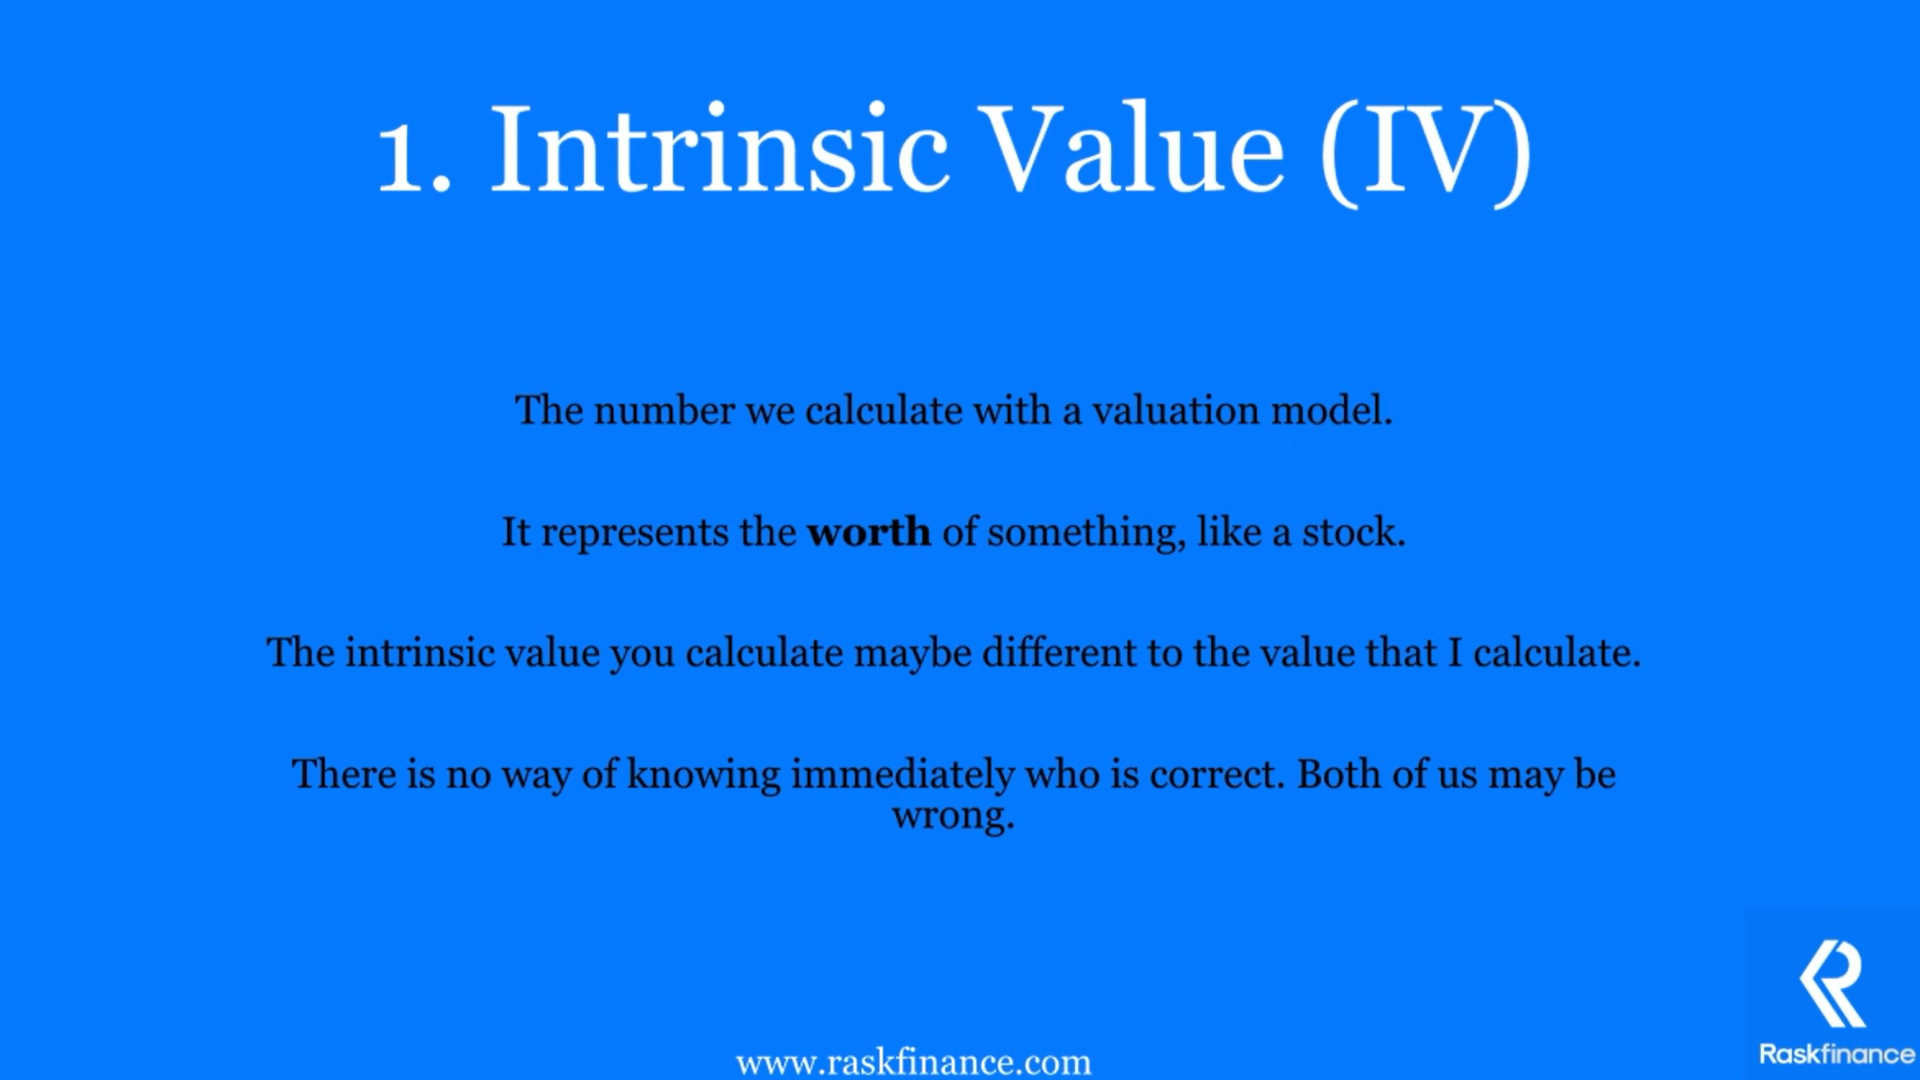 1. Intrinsic Value (IV)
The number we calculate with a valuation model.
It represents the worth of something, like a stock.
The intrinsic value you calculate maybe different to the value that I calculate.
There is no way of knowing immediately who is correct. Both of us may be
wrong.
www.raskfinance.com
Raskfinance